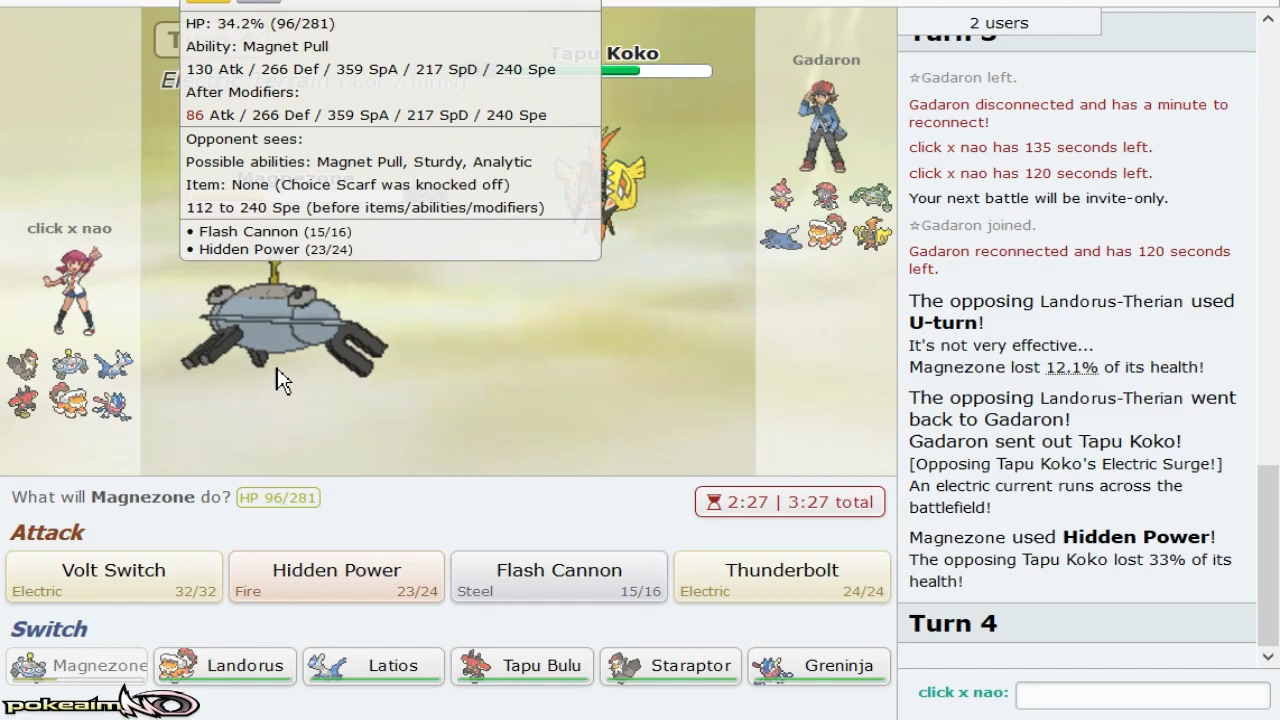 HP: 34.2% (96/281)
Ability: Magnet Pull
130 Atk / 266 Def / 359 SpA / 217 SpD / 240 Spe
After Modifiers:
86 Atk / 266 Def / 359 SpA / 217 SpD / 240 Spe
Opponent sees:
Possible abilities: Magnet Pull, Sturdy, Analytic
Item: None (Choice Scarf was knocked off)
112 to 240 Spe (before items/abilities/modifiers)
• Flash Cannon (15/16)
• Hidden Power (23/24)
Tapu Koko
Gadaron
click x nao
What will Magnezone do? HP 96/281
2:27 | 3:27 total
Attack
Volt Switch
Electric 32/32
Hidden Power
Fire 23/24
Flash Cannon
Steel 15/16
Thunderbolt
Electric 24/24
Switch
Magnezone
Landorus
Latios
Tapu Bulu
Staraptor
Greninja
pokeaimMD
2 users
☆Gadaron left.
Gadaron disconnected and has a minute to
reconnect!
click x nao has 135 seconds left.
click x nao has 120 seconds left.
Your next battle will be invite-only.
☆Gadaron joined.
Gadaron reconnected and has 120 seconds
left.
The opposing Landorus-Therian used
U-turn!
It's not very effective...
Magnezone lost 12.1% of its health!
The opposing Landorus-Therian went
back to Gadaron!
Gadaron sent out Tapu Koko!
[Opposing Tapu Koko's Electric Surge!]
An electric current runs across the
battlefield!
Magnezone used Hidden Power!
The opposing Tapu Koko lost 33% of its
health!
Turn 4
click x nao: